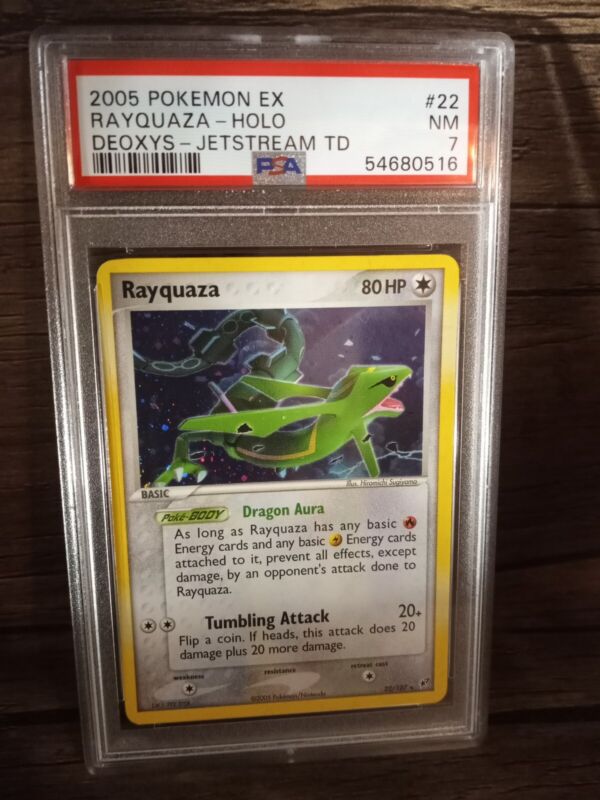 2005 POKEMON EX #22
RAYQUAZA - HOLO NM
DEOXYS - JETSTREAM TD 7
PSA 54680516
Rayquaza 80 HP
Illus. Hiromichi Sugiyama
BASIC
Poké-BODY Dragon Aura
As long as Rayquaza has any basic
Energy cards and any basic Energy cards
attached to it, prevent all effects, except
damage, by an opponent's attack done to
Rayquaza.
Tumbling Attack 20+
Flip a coin. If heads, this attack does 20
damage plus 20 more damage.
weakness resistance retreat cost
©2005 Pokémon/Nintendo 22/107